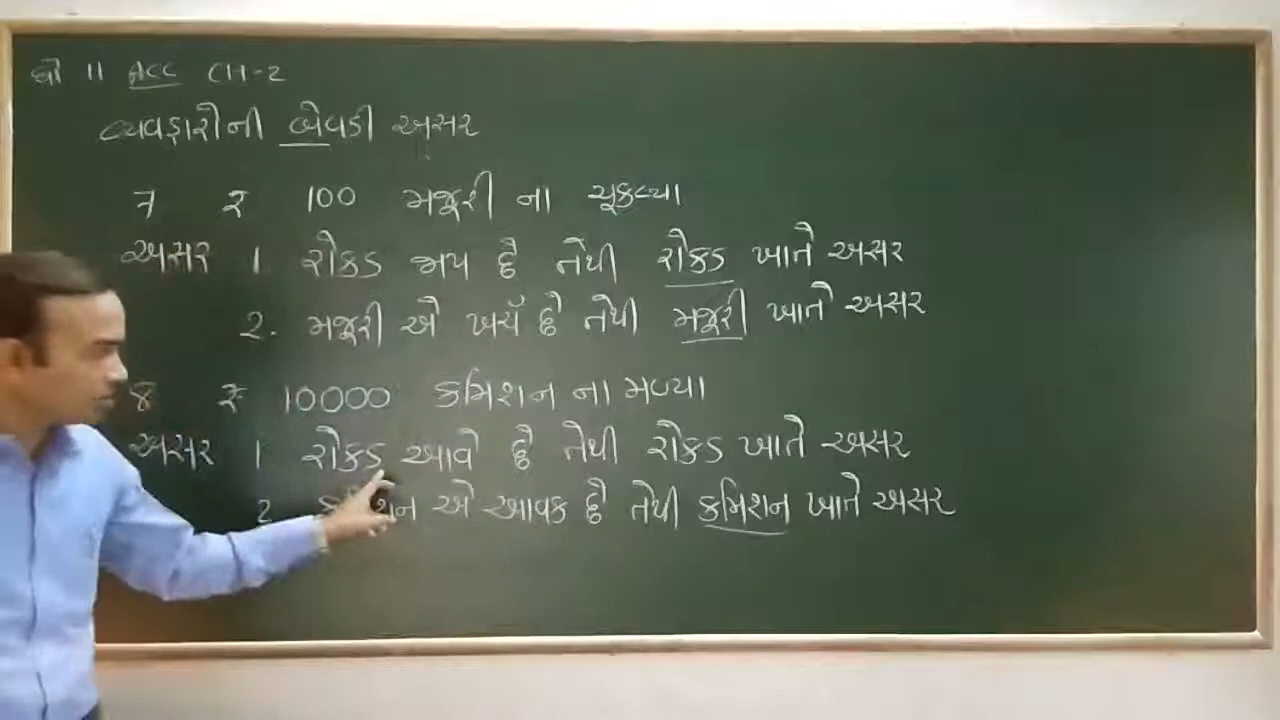 ધો 11 ACC CH-2
વ્યવહારોની બેવડી અસર
7 ₹ 100 મજૂરી ના ચૂકવ્યા
અસર 1 રોકડ જાય છે તેથી રોકડ ખાતે અસર
2. મજૂરી એ ખર્ચ છે તેથી મજૂરી ખાતે અસર
8 ₹ 10000 કમિશન ના મળ્યા
અસર 1 રોકડ આવે છે તેથી રોકડ ખાતે અસર
2 એ આવક છે તેથી કમિશન ખાતે અસર